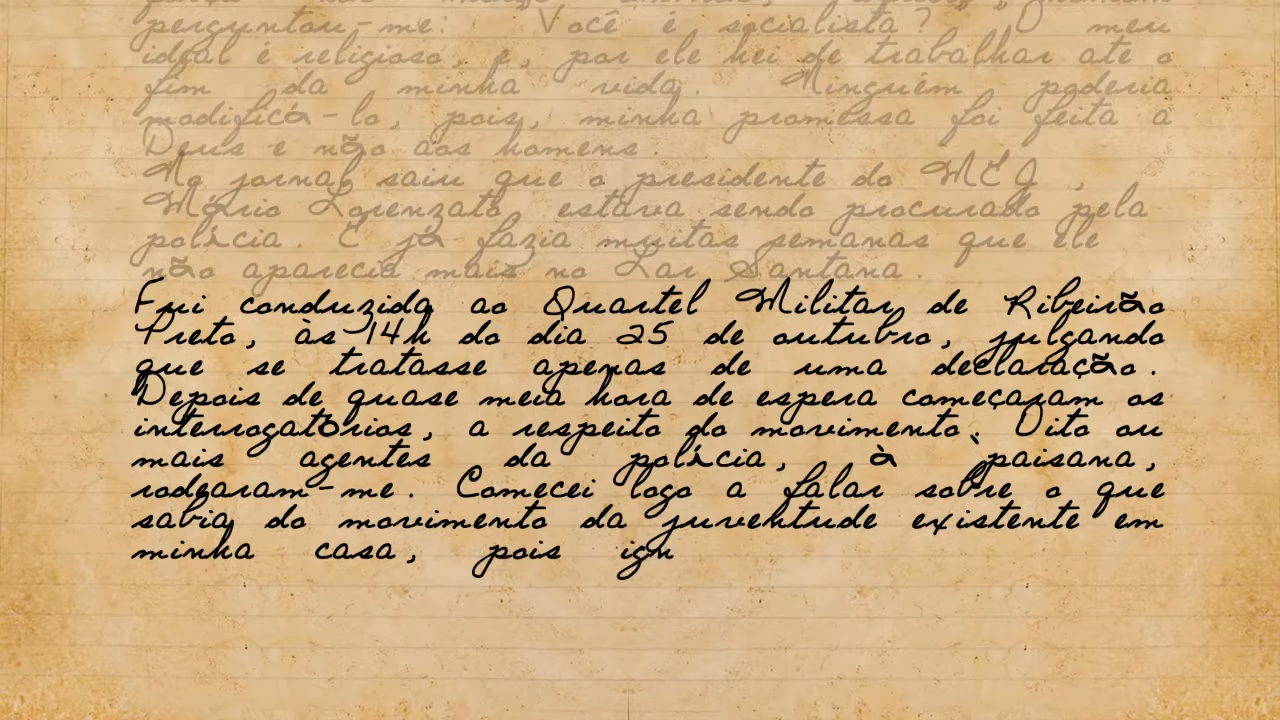 perguntou-me: Você é socialista? O meu
ideal é religioso, e, por ele hei de trabalhar até o
fim da minha vida. Ninguém poderia
modificá-lo, pois, minha promessa foi feita a
Deus e não aos homens.
No jornal saiu que o presidente do MEJ,
Mário Lorenzato, estava sendo procurado pela
polícia. E já fazia muitas semanas que ele
não aparecia mais no Lar Santana.
Fui conduzida ao Quartel Militar de Ribeirão
Preto, às 14h do dia 25 de outubro, julgando
que se tratasse apenas de uma declaração.
Depois de quase meia hora de espera começaram os
interrogatórios, a respeito do movimento. Oito ou
mais agentes da polícia, à paisana,
rodearam-me. Comecei logo a falar sobre o que
sabia do movimento da juventude existente em
minha casa, pois ign